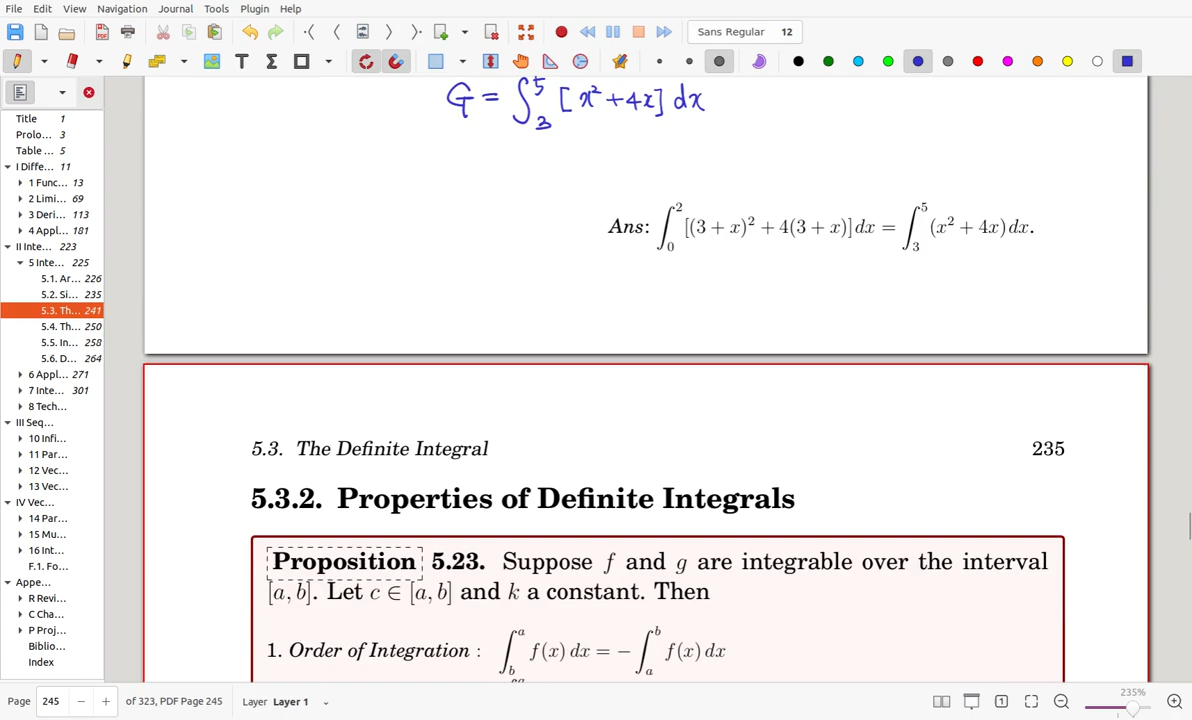 File Edit View Navigation Journal Tools Plugin Help
Sans Regular 12
Title 1
Prolo... 3
Table ... 5
I Diffe... 11
1 Func... 13
2 Limi... 69
3 Deri... 113
4 Appl... 181
II Inte... 223
5 Inte... 225
5.1. Ar... 226
5.2. Si... 235
5.3. Th... 241
5.4. Th... 250
5.5. In... 258
5.6. D... 264
6 Appl... 271
7 Inte... 301
8 Tech...
III Seq...
10 Infi...
11 Par...
12 Vec...
13 Vec...
IV Vec...
14 Par...
15 Mu...
16 Int...
F.1. Fo...
Appe...
R Revi...
C Cha...
P Proj...
Biblio...
Index
G = ∫₃⁵ [x² + 4x] dx
Ans: ∫₀² [(3 + x)² + 4(3 + x)] dx = ∫₃⁵ (x² + 4x) dx.
5.3. The Definite Integral 235
5.3.2. Properties of Definite Integrals
Proposition 5.23. Suppose f and g are integrable over the interval
[a, b]. Let c ∈ [a, b] and k a constant. Then
1. Order of Integration : ∫_b^a f(x) dx = − ∫_a^b f(x) dx
Page 245 − + of 323, PDF Page 245 Layer Layer 1 235%